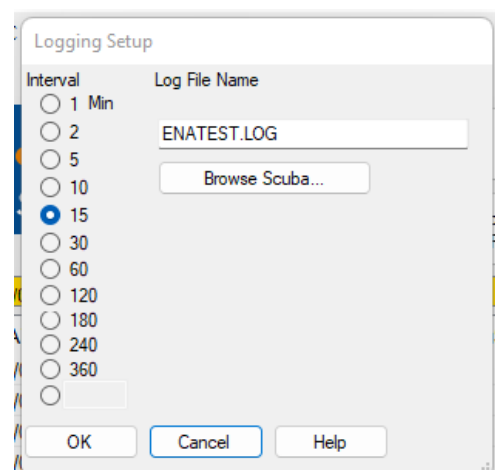 Logging Setup
Interval
Log File Name
1 Min
2
ENATEST.LOG
5
Browse Scuba...
10
15
30
60
120
180
240
360
OK
Cancel
Help